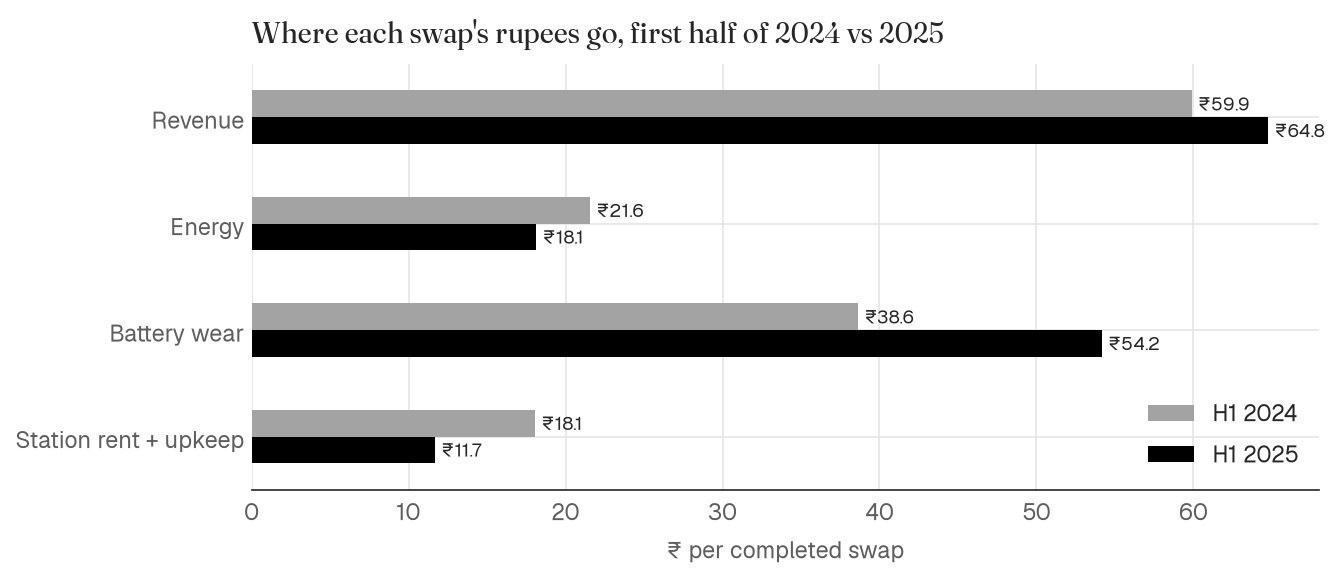 Where each swap's rupees go, first half of 2024 vs 2025
Revenue
₹59.9
₹64.8
Energy
₹21.6
₹18.1
Battery wear
₹38.6
₹54.2
Station rent + upkeep
₹18.1
₹11.7
H1 2024
H1 2025
0 10 20 30 40 50 60
₹ per completed swap